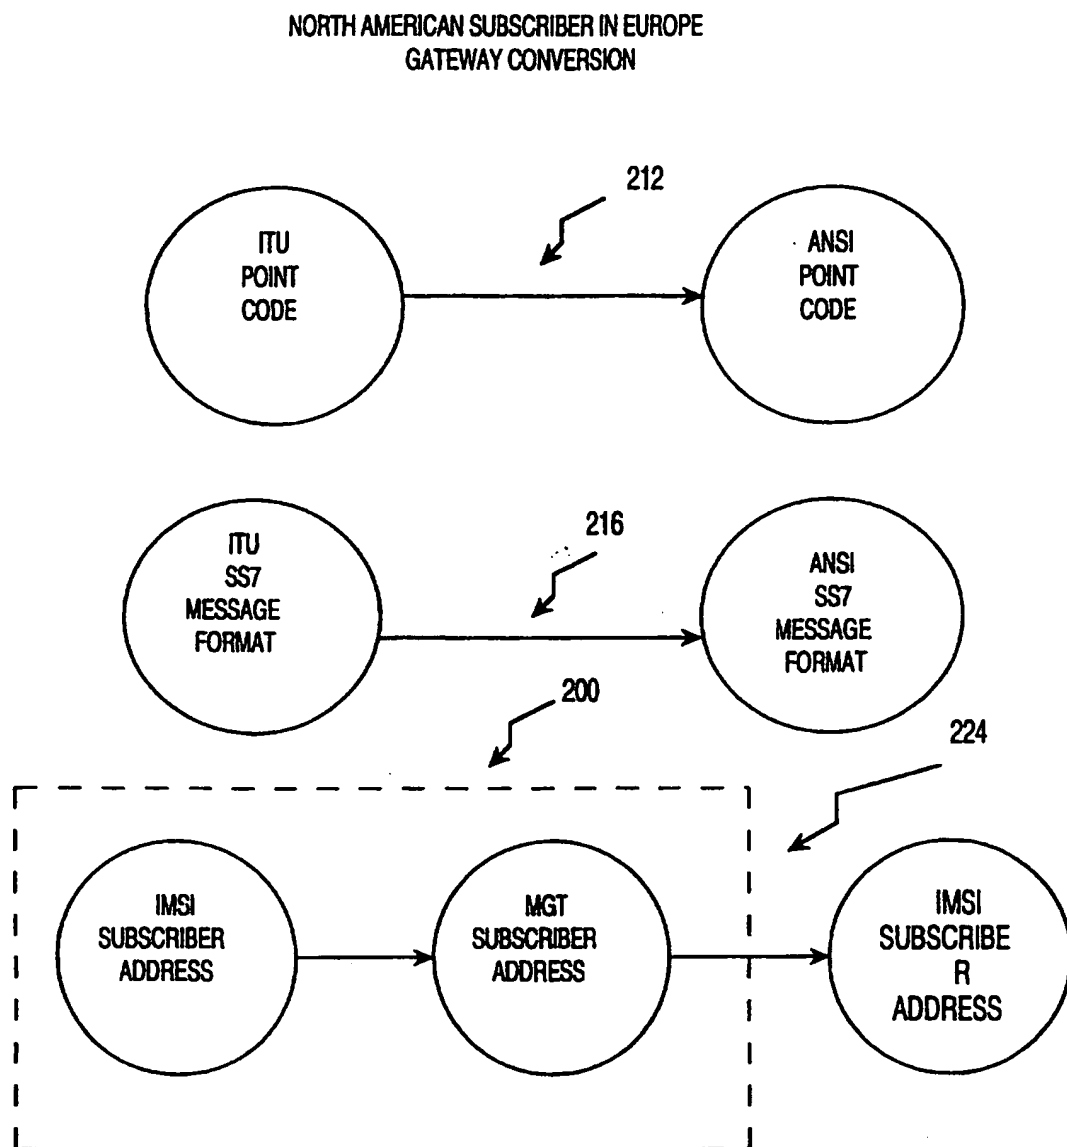 NORTH AMERICAN SUBSCRIBER IN EUROPE
GATEWAY CONVERSION
212
ITU
POINT
CODE
ANSI
POINT
CODE
216
ITU
SS7
MESSAGE
FORMAT
ANSI
SS7
MESSAGE
FORMAT
200
224
IMSI
SUBSCRIBER
ADDRESS
MGT
SUBSCRIBER
ADDRESS
IMSI
SUBSCRIBE
R
ADDRESS